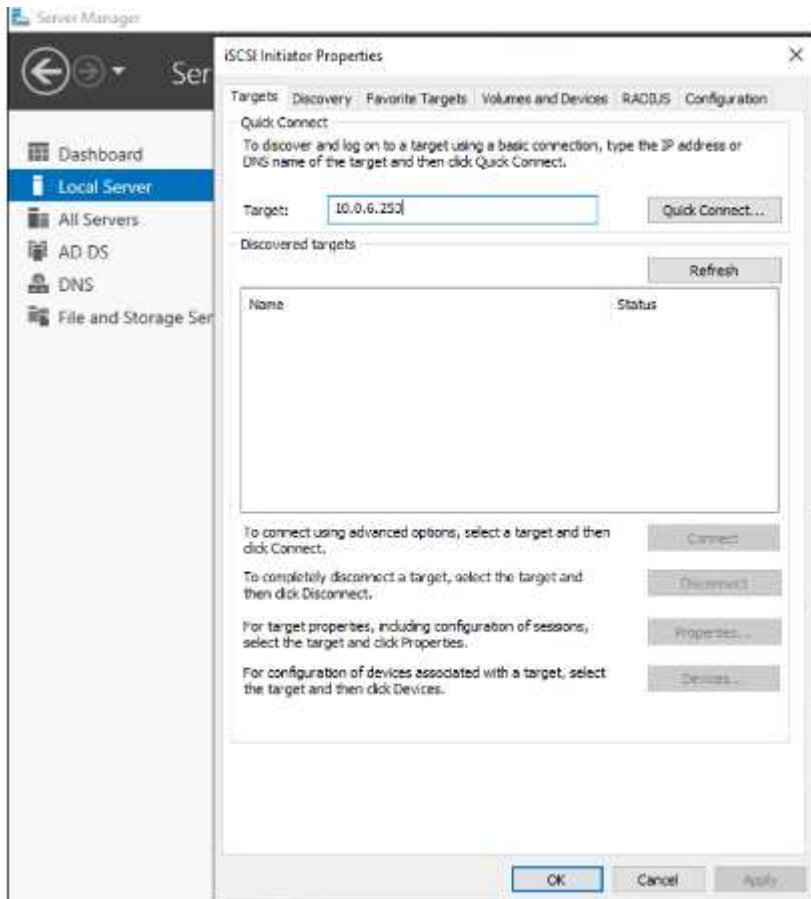 Server Manager
Ser
Dashboard
Local Server
All Servers
AD DS
DNS
File and Storage Ser
iSCSI Initiator Properties
Targets Discovery Favorite Targets Volumes and Devices RADIUS Configuration
Quick Connect
To discover and log on to a target using a basic connection, type the IP address or
DNS name of the target and then click Quick Connect.
Target: 10.0.6.253 Quick Connect...
Discovered targets
Refresh
Name Status
To connect using advanced options, select a target and then
click Connect.
Connect
To completely disconnect a target, select the target and
then click Disconnect.
Disconnect
For target properties, including configuration of sessions,
select the target and click Properties.
Properties...
For configuration of devices associated with a target, select
the target and then click Devices.
Devices...
OK Cancel Apply